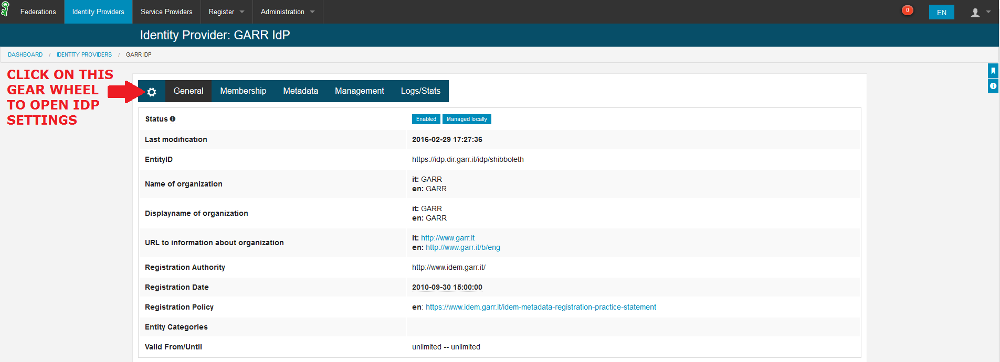 Federations Identity Providers Service Providers Register Administration 0 EN
Identity Provider: GARR IdP
DASHBOARD / IDENTITY PROVIDERS / GARR IDP
CLICK ON THIS
GEAR WHEEL
TO OPEN IDP
SETTINGS
General Membership Metadata Management Logs/Stats
Status Enabled Managed locally
Last modification 2016-02-29 17:27:36
EntityID https://idp.dir.garr.it/idp/shibboleth
Name of organization
it: GARR
en: GARR
Displayname of organization
it: GARR
en: GARR
URL to information about organization
it: http://www.garr.it
en: http://www.garr.it/b/eng
Registration Authority http://www.idem.garr.it/
Registration Date 2010-09-30 15:00:00
Registration Policy en: https://www.idem.garr.it/idem-metadata-registration-practice-statement
Entity Categories
Valid From/Until unlimited -- unlimited